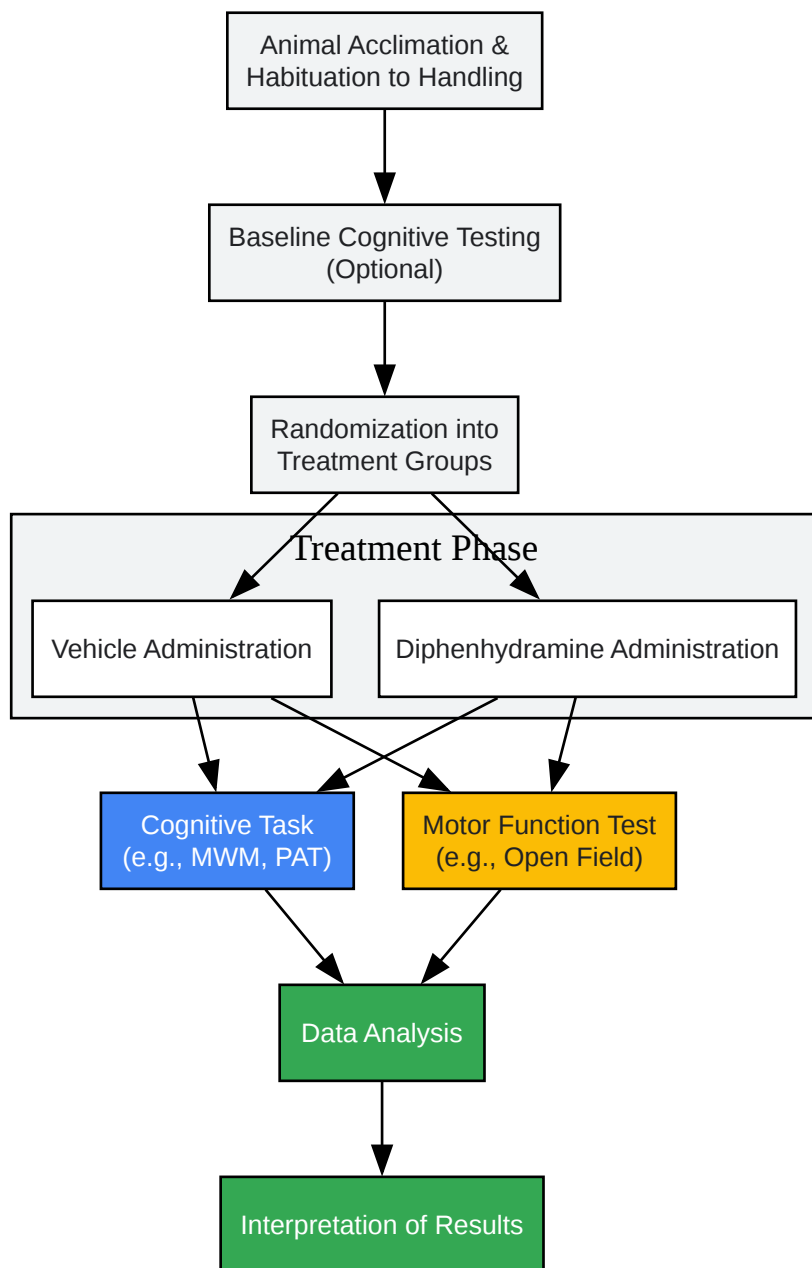 Animal Acclimation &
Habituation to Handling
Baseline Cognitive Testing
(Optional)
Randomization into
Treatment Groups
Treatment Phase
Vehicle Administration
Diphenhydramine Administration
Cognitive Task
(e.g., MWM, PAT)
Motor Function Test
(e.g., Open Field)
Data Analysis
Interpretation of Results